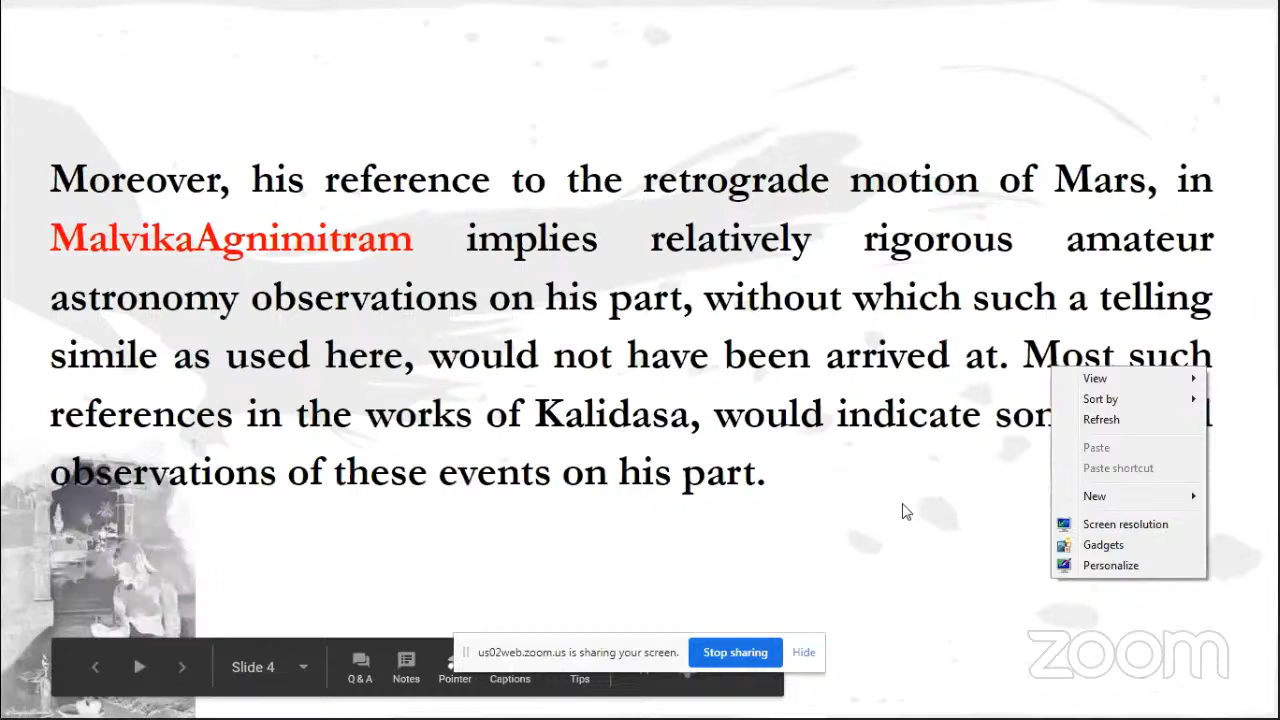 Moreover, his reference to the retrograde motion of Mars, in
MalvikaAgnimitram implies relatively rigorous amateur
astronomy observations on his part, without which such a telling
simile as used here, would not have been arrived at. Most such
references in the works of Kalidasa, would indicate
observations of these events on his part.
View
Sort by
Refresh
Paste
Paste shortcut
New
Screen resolution
Gadgets
Personalize
zoom
us02web.zoom.us is sharing your screen. Stop sharing Hide
Slide 4
Q & A Notes Pointer Captions Tips